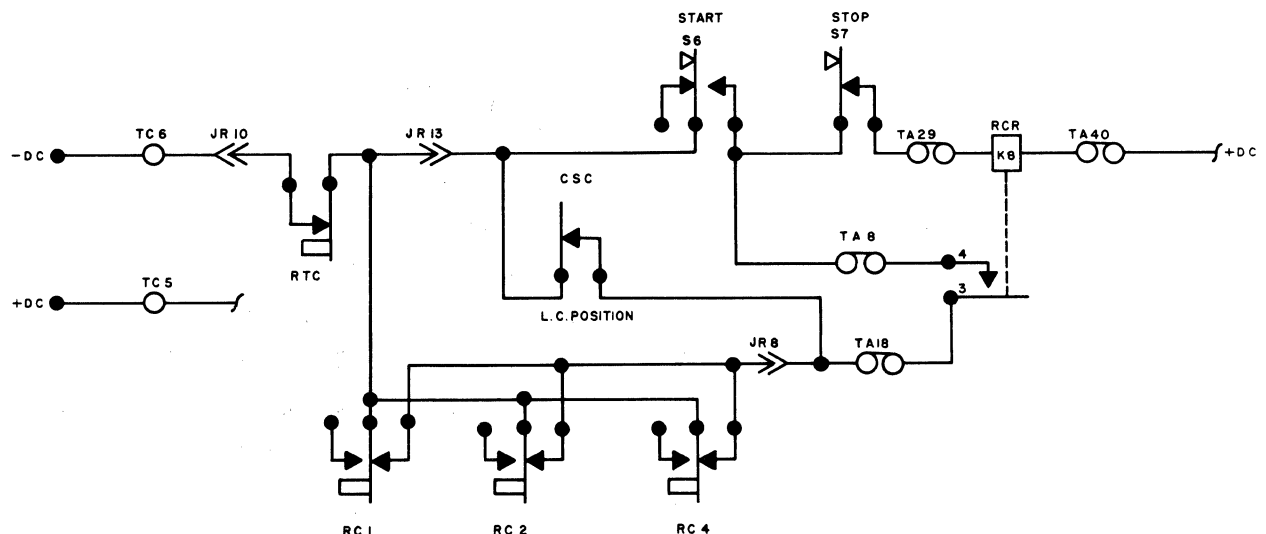 START
S6
STOP
S7
TC6
JR10
JR13
TA29
RCR
K8
TA40
-DC
+DC
CSC
RTC
TA8
4
3
+DC
TC5
L.C. POSITION
JR8
TA18
RC1
RC2
RC4